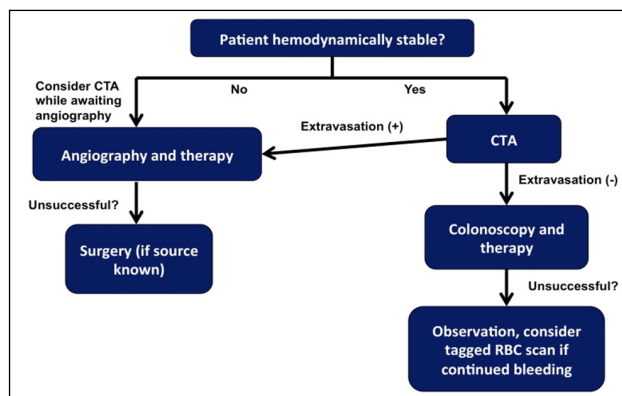 Patient hemodynamically stable?
Consider CTA
while awaiting
angiography
No
Yes
Angiography and therapy
Extravasation (+)
CTA
Extravasation (-)
Unsuccessful?
Surgery (if source
known)
Colonoscopy and
therapy
Unsuccessful?
Observation, consider
tagged RBC scan if
continued bleeding